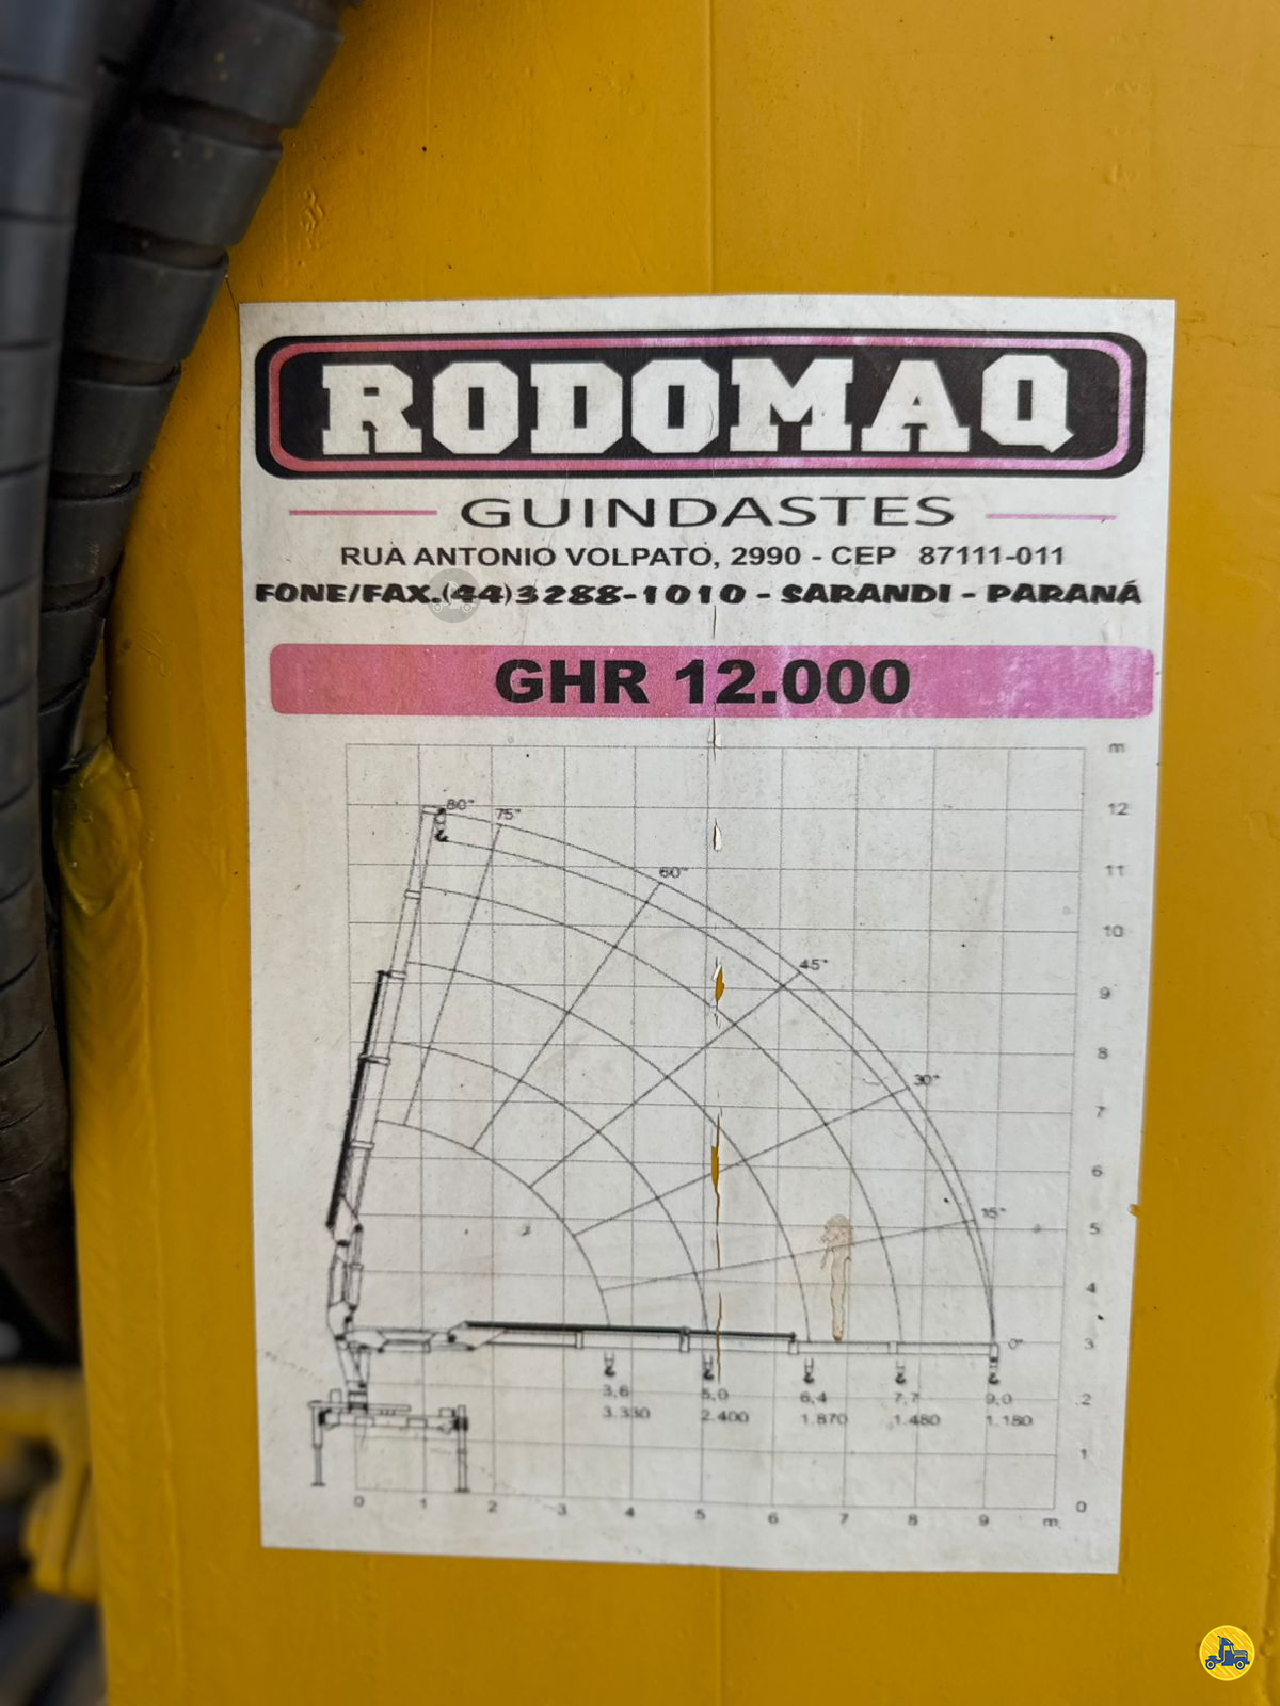 RODOMAQ
GUINDASTES
RUA ANTONIO VOLPATO, 2990 - CEP 87111-011
FONE/FAX.(44)3288-1010 - SARANDI - PARANÁ
GHR 12.000
m
80°
75°
12
60°
11
10
45°
9
8
30°
7
6
15°
5
4
0°
3
3,6 5,0 6,4 7,7 9,0
2
3.330 2.400 1.870 1.480 1.180
1
0
0 1 2 3 4 5 6 7 8 9 m